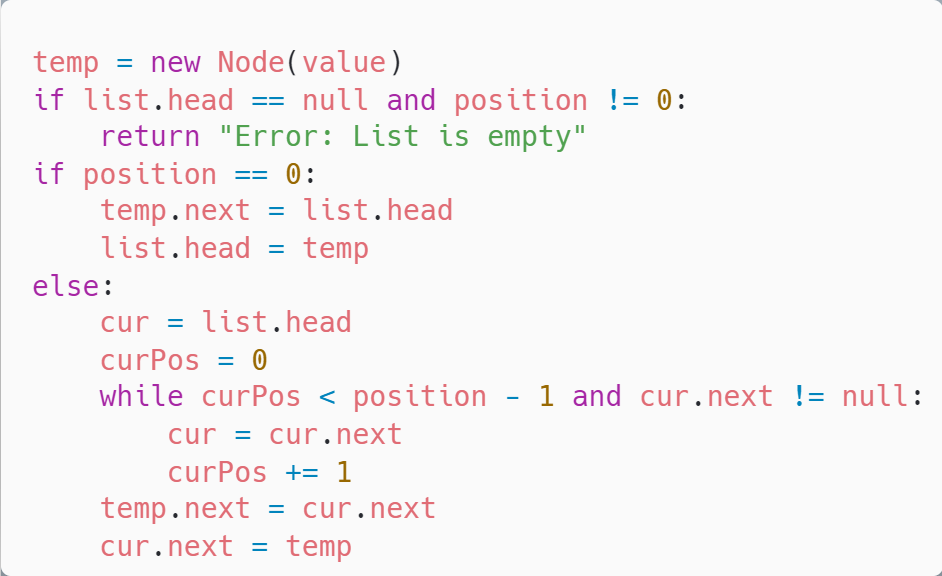 temp = new Node(value)
if list.head == null and position != 0:
    return "Error: List is empty"
if position == 0:
    temp.next = list.head
    list.head = temp
else:
    cur = list.head
    curPos = 0
    while curPos < position - 1 and cur.next != null:
        cur = cur.next
        curPos += 1
    temp.next = cur.next
    cur.next = temp